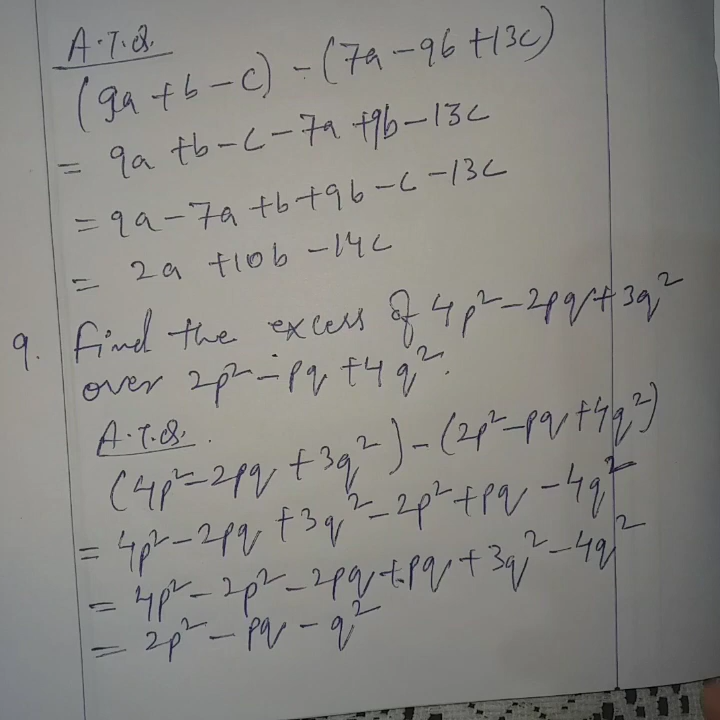 A.T.Q.
(9a + b - c) - (7a - 9b + 13c)
= 9a + b - c - 7a + 9b - 13c
= 9a - 7a + b + 9b - c - 13c
= 2a + 10b - 14c
9. Find the excess of 4p² - 2pq + 3q²
over 2p² - pq + 4q².
A.T.Q.
(4p² - 2pq + 3q²) - (2p² - pq + 4q²)
= 4p² - 2pq + 3q² - 2p² + pq - 4q²
= 4p² - 2p² - 2pq + pq + 3q² - 4q²
= 2p² - pq - q²